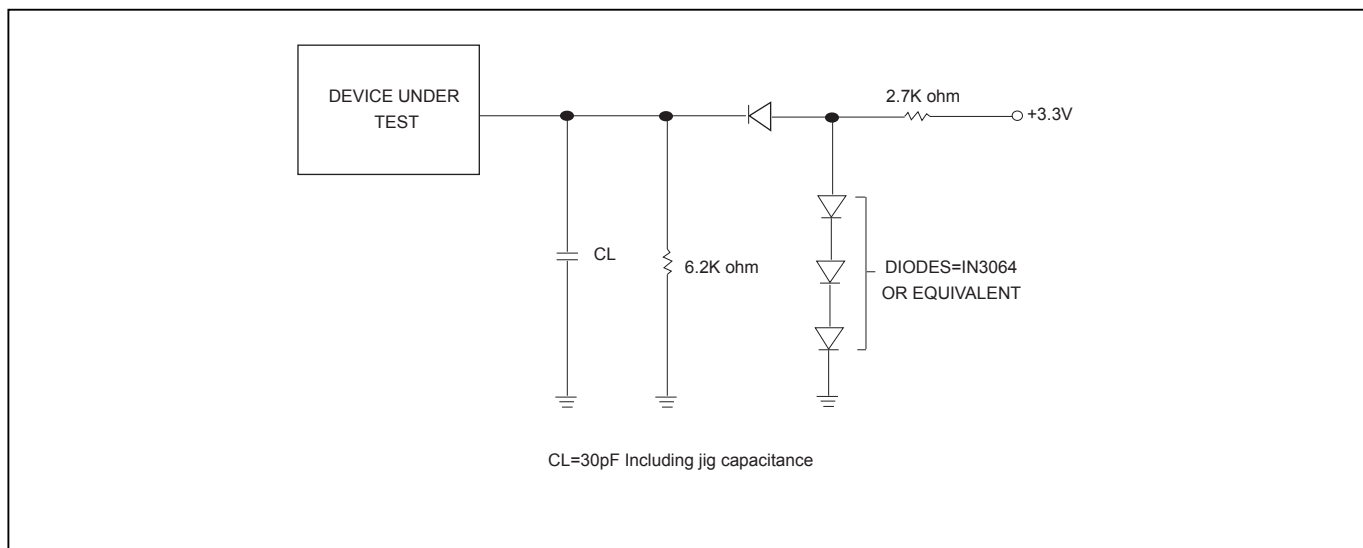 DEVICE UNDER
TEST
2.7K ohm
+3.3V
CL
6.2K ohm
DIODES=IN3064
OR EQUIVALENT
CL=30pF Including jig capacitance